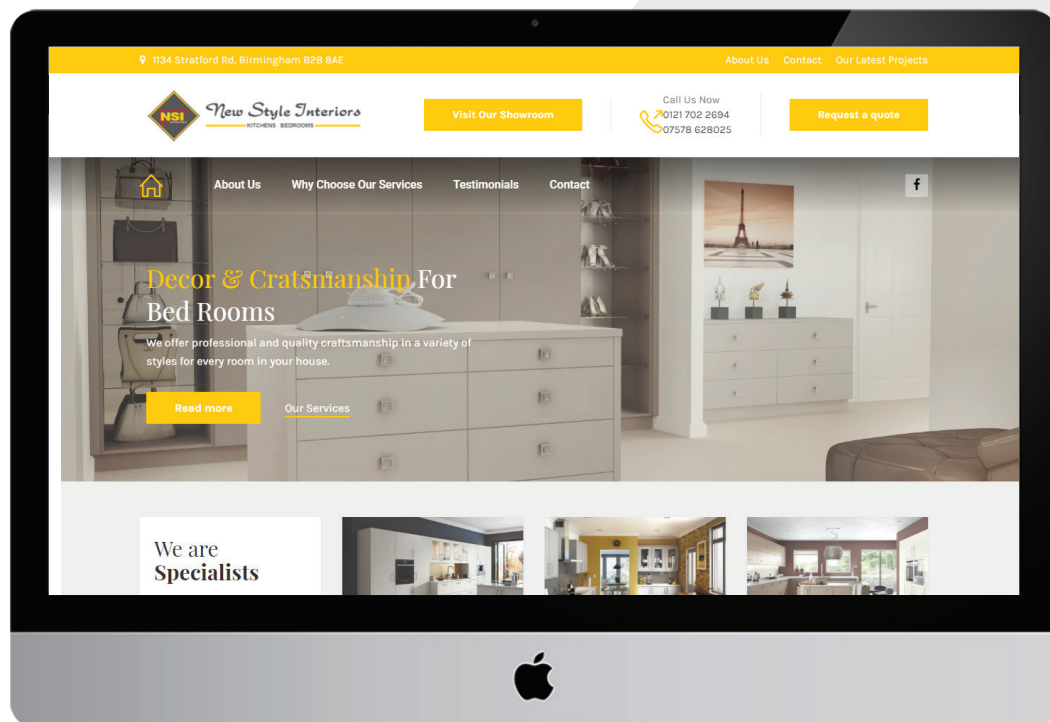 1134 Stratford Rd, Birmingham B28 8AE
About Us Contact Our Latest Projects
NSI
New Style Interiors
KITCHENS BEDROOMS
Visit Our Showroom
Call Us Now
0121 702 2694
07578 628025
Request a quote
About Us Why Choose Our Services Testimonials Contact
f
Decor & Cratsmanship For
Bed Rooms
We offer professional and quality craftsmanship in a variety of
styles for every room in your house.
Read more Our Services
We are
Specialists